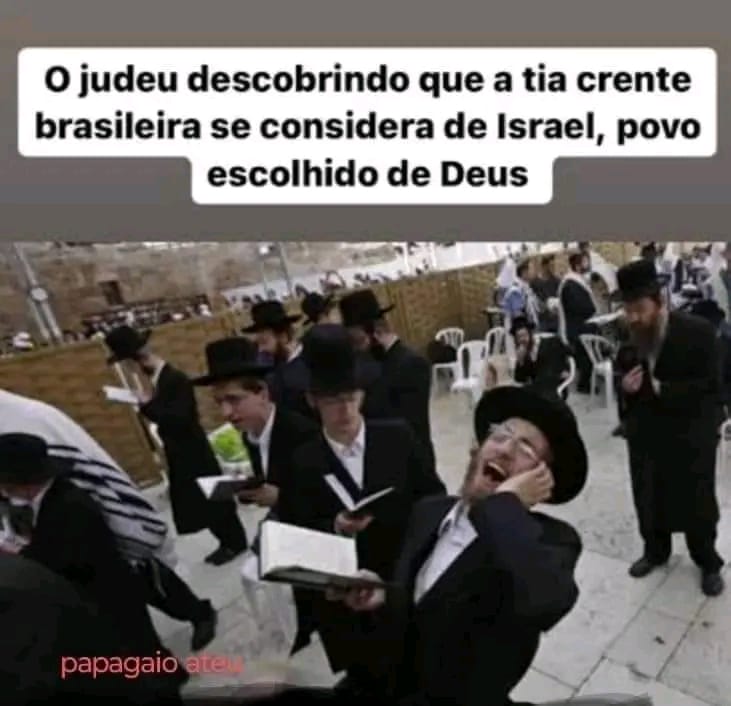 O judeu descobrindo que a tia crente
brasileira se considera de Israel, povo
escolhido de Deus
papagaio ateu